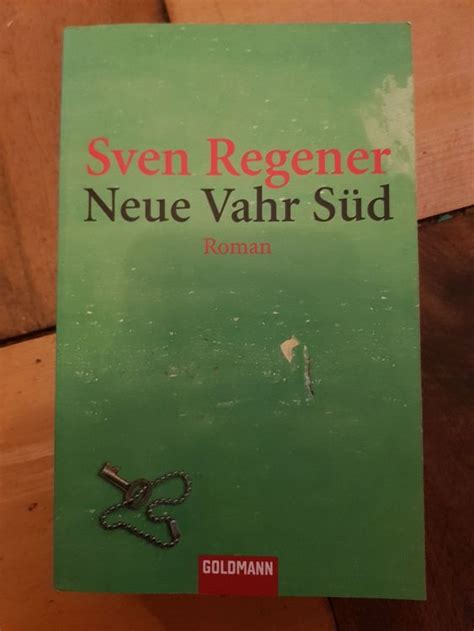 Sven Regener
Neue Vahr Süd
Roman
GOLDMANN